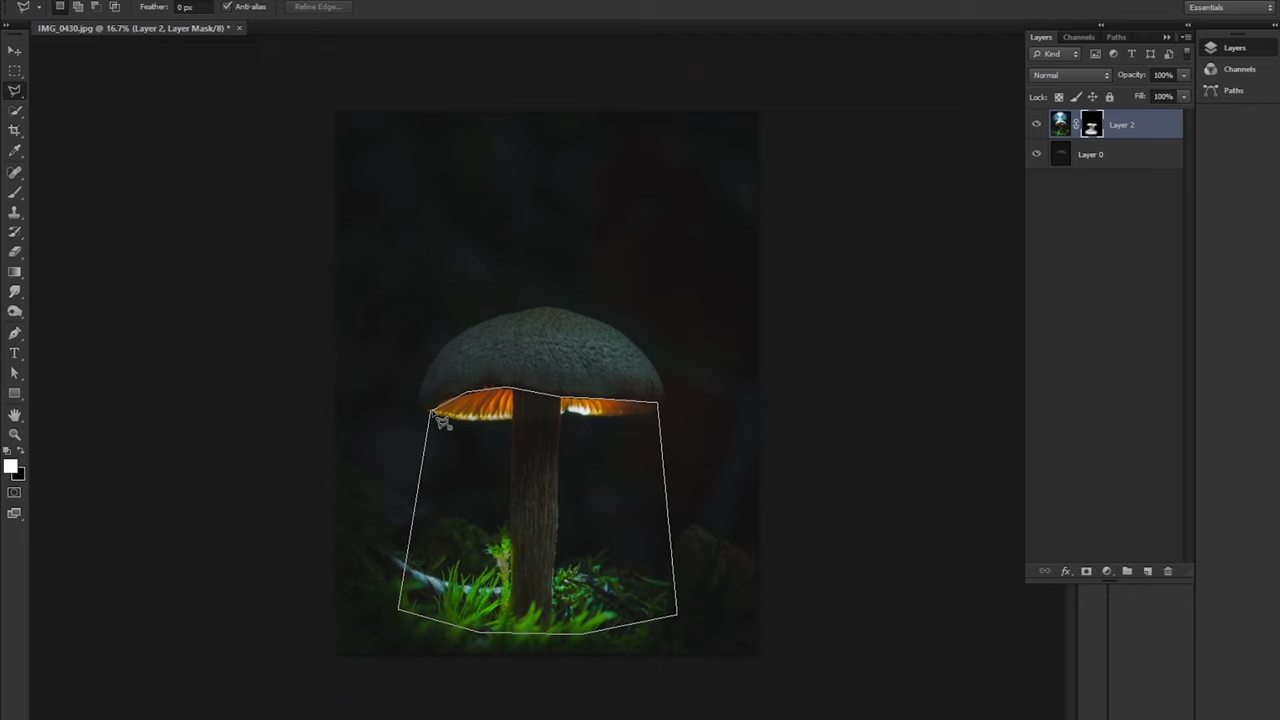 Feather: 0 px Anti-alias Refine Edge... Essentials
IMG_0430.jpg @ 16.7% (Layer 2, Layer Mask/8) * ×
Layers Channels Paths
Kind
Normal Opacity: 100%
Lock: Fill: 100%
Layer 2
Layer 0
Layers
Channels
Paths